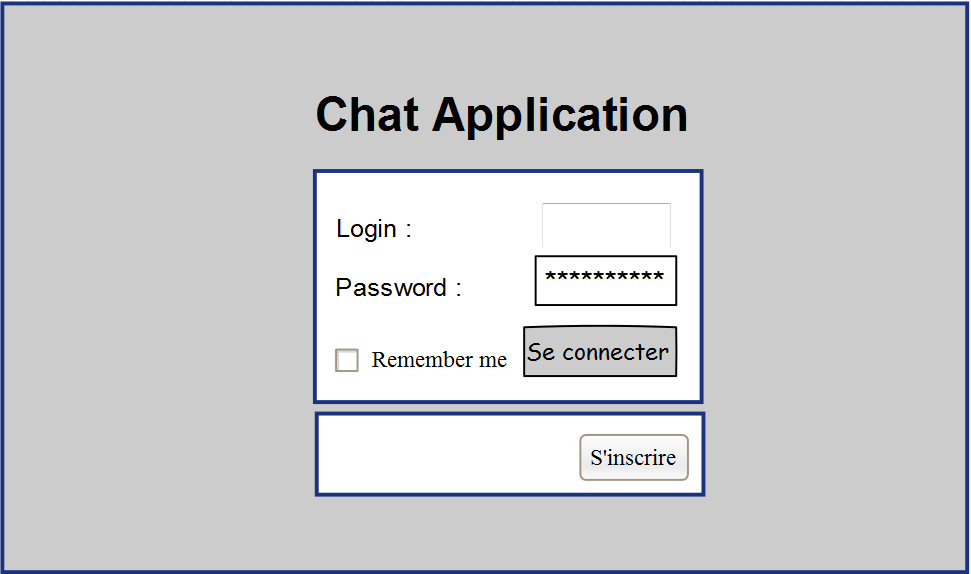 Chat Application
Login :
Password :
**********
Remember me
Se connecter
S'inscrire